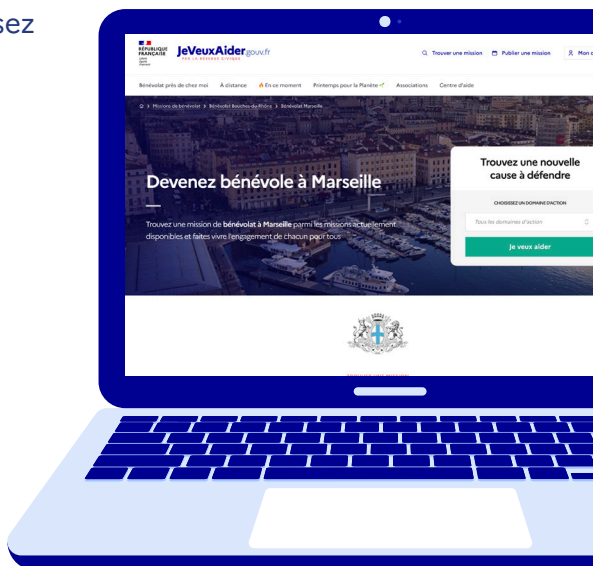 sez
RÉPUBLIQUE
FRANÇAISE
JeVeuxAider.gouv.fr
PAR LA RÉSERVE CIVIQUE
Trouver une mission
Publier une mission
Mon c
Bénévolat près de chez moi
À distance
En ce moment
Printemps pour la Planète
Associations
Centre d'aide
> Missions de bénévolat > Bénévolat Bouches-du-Rhône > Bénévolat Marseille
Devenez bénévole à Marseille
Trouvez une mission de bénévolat à Marseille parmi les missions actuellement
disponibles et faites vivre l'engagement de chacun pour tous
Trouvez une nouvelle
cause à défendre
CHOISISSEZ UN DOMAINE D'ACTION
Tous les domaines d'action
Je veux aider
TROUVER UNE MISSION